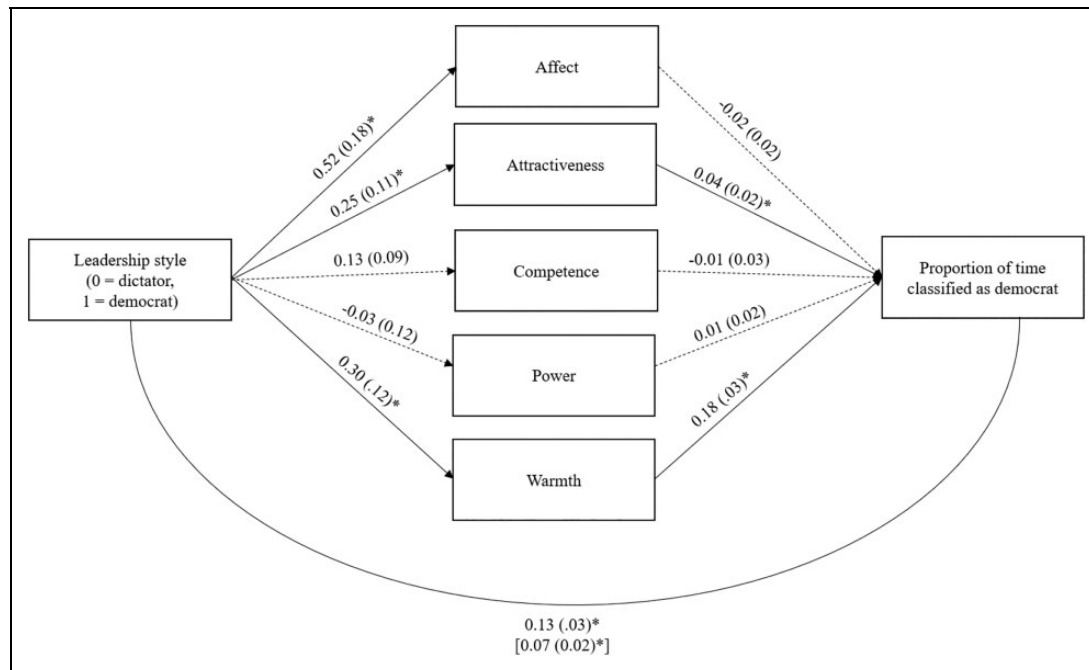 Affect
-0.02 (0.02)
0.52 (0.18)*
Attractiveness
0.04 (0.02)*
0.25 (0.11)*
Leadership style
(0 = dictator,
1 = democrat)
0.13 (0.09)
Competence
-0.01 (0.03)
Proportion of time
classified as democrat
-0.03 (0.12)
Power
0.01 (0.02)
0.30 (.12)*
Warmth
0.18 (.03)*
0.13 (.03)*
[0.07 (0.02)*]